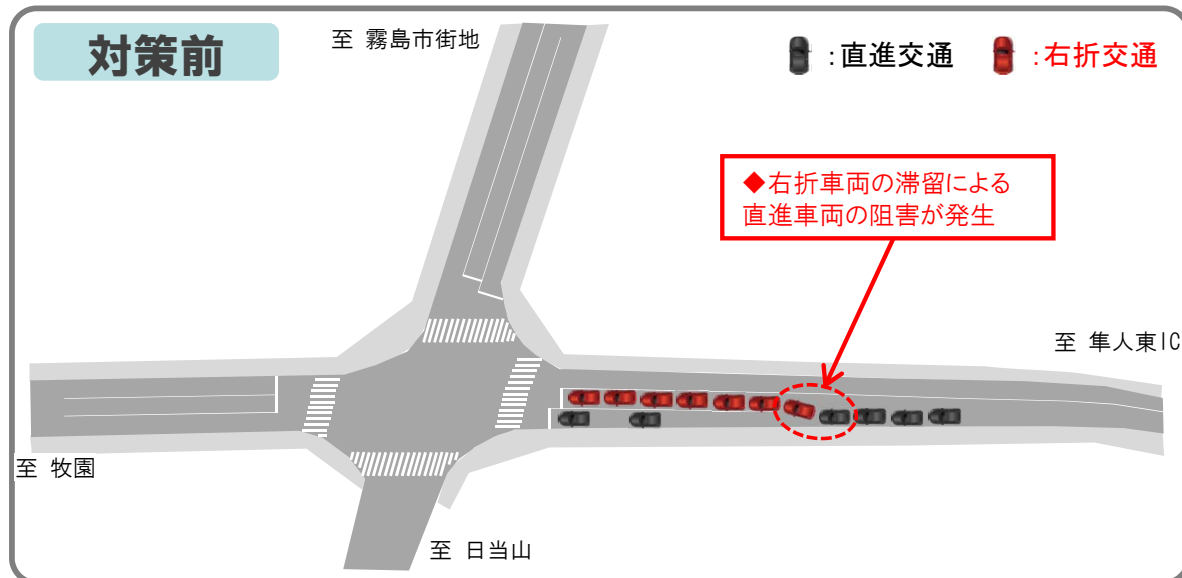 対策前
至 霧島市街地
:直進交通
:右折交通
◆右折車両の滞留による
直進車両の阻害が発生
至 隼人東IC
至 牧園
至 日当山